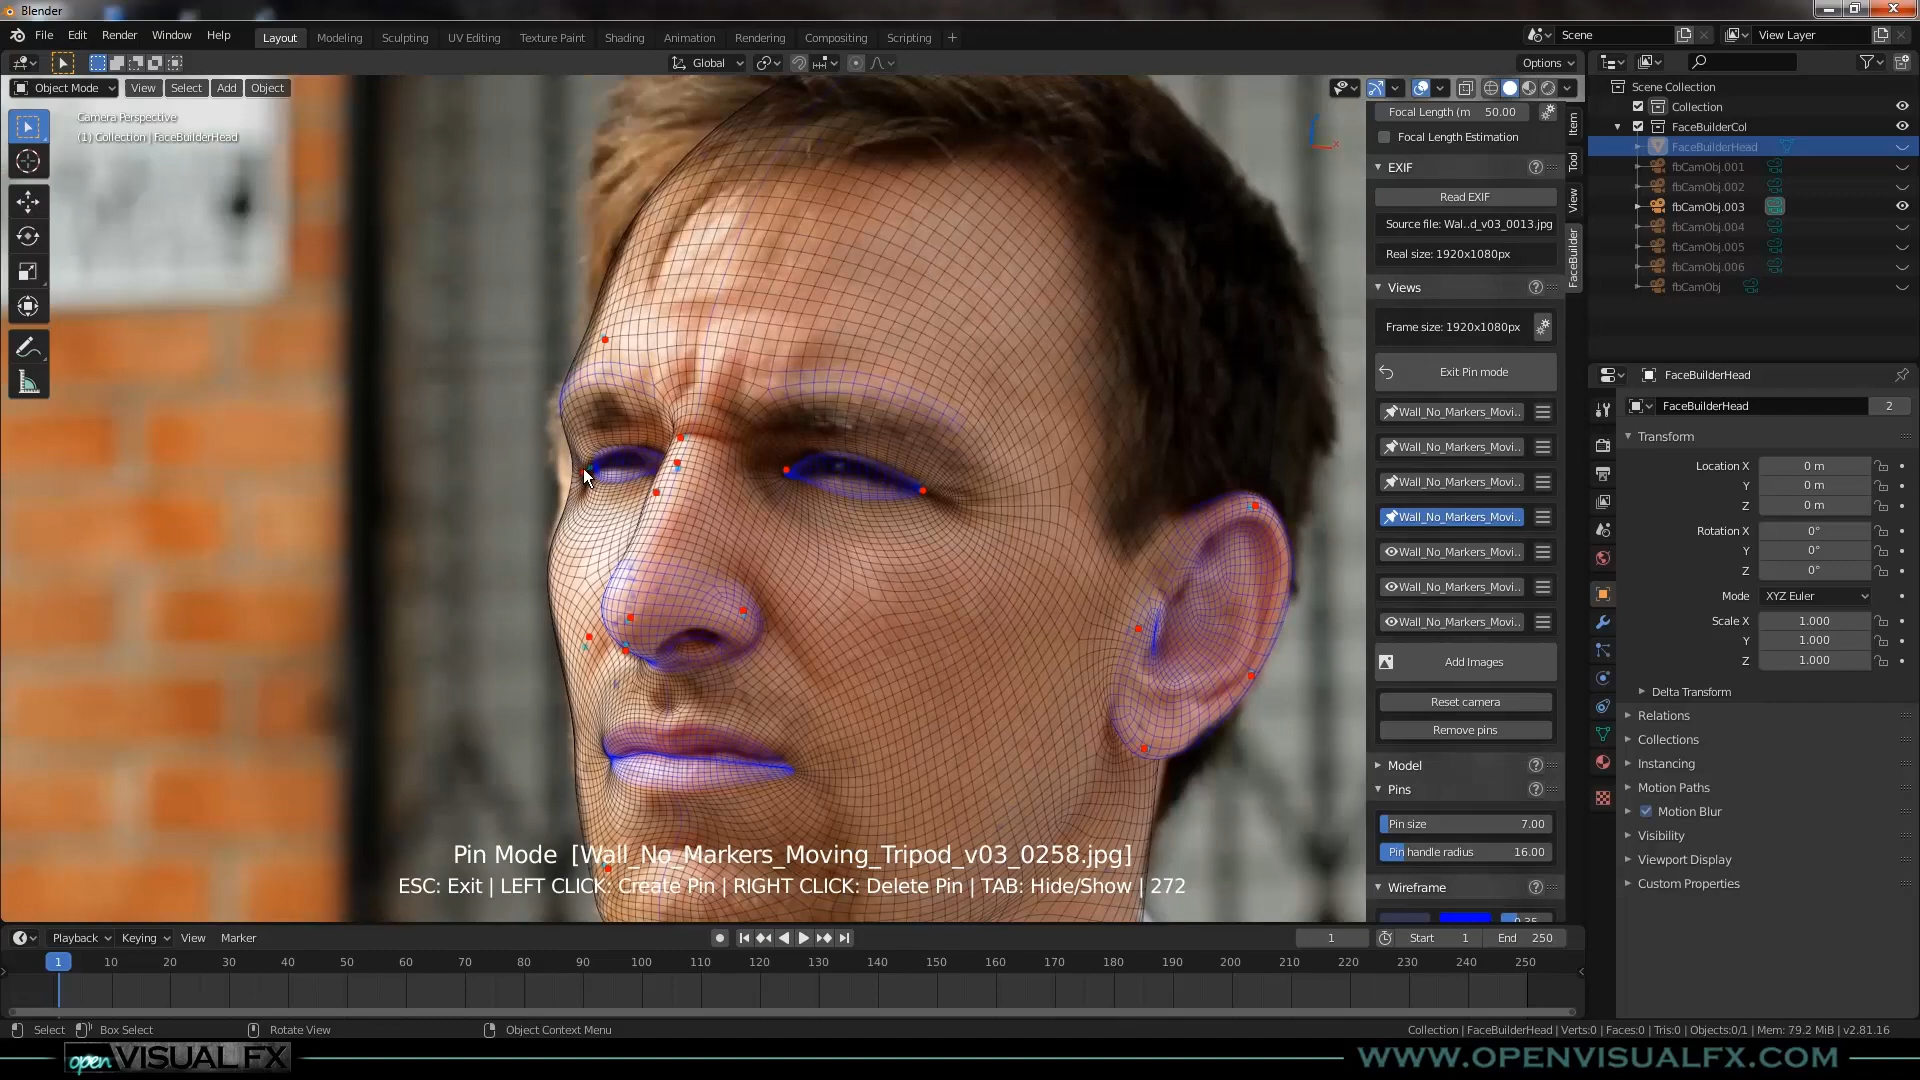 Blender
File Edit Render Window Help
Layout Modeling Sculpting UV Editing Texture Paint Shading Animation Rendering Compositing Scripting +
Scene
View Layer
Global
Options
Object Mode View Select Add Object
Camera Perspective
(1) Collection | FaceBuilderHead
Focal Length (m 50.00
Focal Length Estimation
EXIF
Read EXIF
Source file: Wal..d_v03_0013.jpg
Real size: 1920x1080px
Views
Frame size: 1920x1080px
Exit Pin mode
Wall_No_Markers_Movi..
Wall_No_Markers_Movi..
Wall_No_Markers_Movi..
Wall_No_Markers_Movi..
Wall_No_Markers_Movi..
Wall_No_Markers_Movi..
Wall_No_Markers_Movi..
Add Images
Reset camera
Remove pins
Model
Pins
Pin size 7.00
Pin handle radius 16.00
Wireframe
0.35
Item
Tool
View
FaceBuilder
Scene Collection
Collection
FaceBuilderCol
FaceBuilderHead
fbCamObj.001
fbCamObj.002
fbCamObj.003
fbCamObj.004
fbCamObj.005
fbCamObj.006
fbCamObj
FaceBuilderHead
FaceBuilderHead 2
Transform
Location X 0 m
Y 0 m
Z 0 m
Rotation X 0°
Y 0°
Z 0°
Mode XYZ Euler
Scale X 1.000
Y 1.000
Z 1.000
Delta Transform
Relations
Collections
Instancing
Motion Paths
Motion Blur
Visibility
Viewport Display
Custom Properties
Pin Mode [Wall_No_Markers_Moving_Tripod_v03_0258.jpg]
ESC: Exit | LEFT CLICK: Create Pin | RIGHT CLICK: Delete Pin | TAB: Hide/Show | 272
Playback Keying View Marker
1 Start 1 End 250
1 10 20 30 40 50 60 70 80 90 100 110 120 130 140 150 160 170 180 190 200 210 220 230 240 250
Select Box Select Rotate View Object Context Menu
Collection | FaceBuilderHead | Verts:0 | Faces:0 | Tris:0 | Objects:0/1 | Mem: 79.2 MiB | v2.81.16
open VISUALFX
WWW.OPENVISUALFX.COM